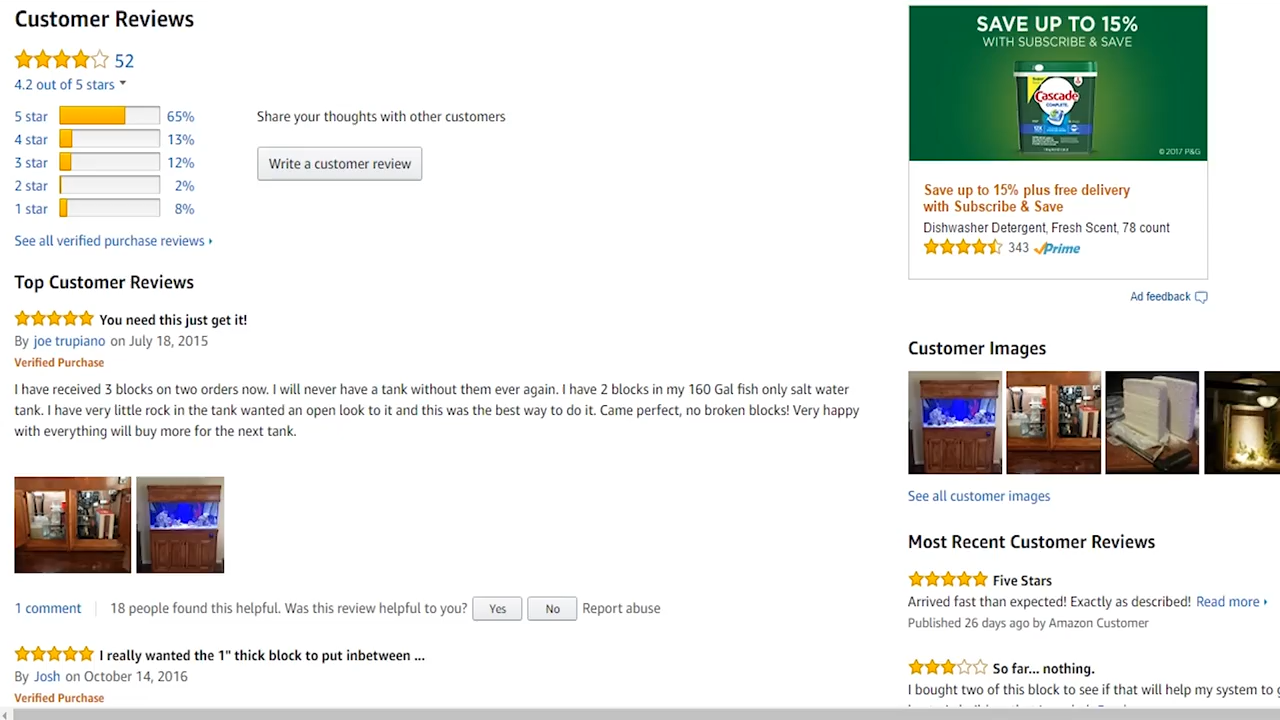 Customer Reviews
52
4.2 out of 5 stars
5 star 65%
4 star 13%
3 star 12%
2 star 2%
1 star 8%
See all verified purchase reviews
Share your thoughts with other customers
Write a customer review
Top Customer Reviews
You need this just get it!
By joe trupiano on July 18, 2015
Verified Purchase
I have received 3 blocks on two orders now. I will never have a tank without them ever again. I have 2 blocks in my 160 Gal fish only salt water
tank. I have very little rock in the tank wanted an open look to it and this was the best way to do it. Came perfect, no broken blocks! Very happy
with everything will buy more for the next tank.
1 comment
18 people found this helpful. Was this review helpful to you? Yes No Report abuse
I really wanted the 1" thick block to put inbetween ...
By Josh on October 14, 2016
Verified Purchase
SAVE UP TO 15%
WITH SUBSCRIBE & SAVE
Cascade
COMPLETE
© 2017 P&G
Save up to 15% plus free delivery
with Subscribe & Save
Dishwasher Detergent, Fresh Scent, 78 count
343 Prime
Ad feedback
Customer Images
See all customer images
Most Recent Customer Reviews
Five Stars
Arrived fast than expected! Exactly as described! Read more
Published 26 days ago by Amazon Customer
So far... nothing.
I bought two of this block to see if that will help my system to g